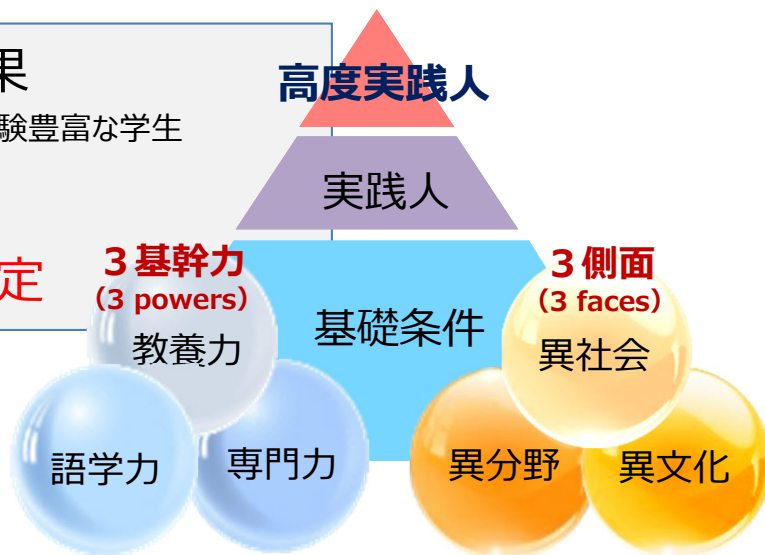 果
験豊富な学生
定
高度実践人
実践人
基礎条件
３基幹力
（3 powers）
教養力
語学力
専門力
３側面
（3 faces）
異社会
異分野
異文化